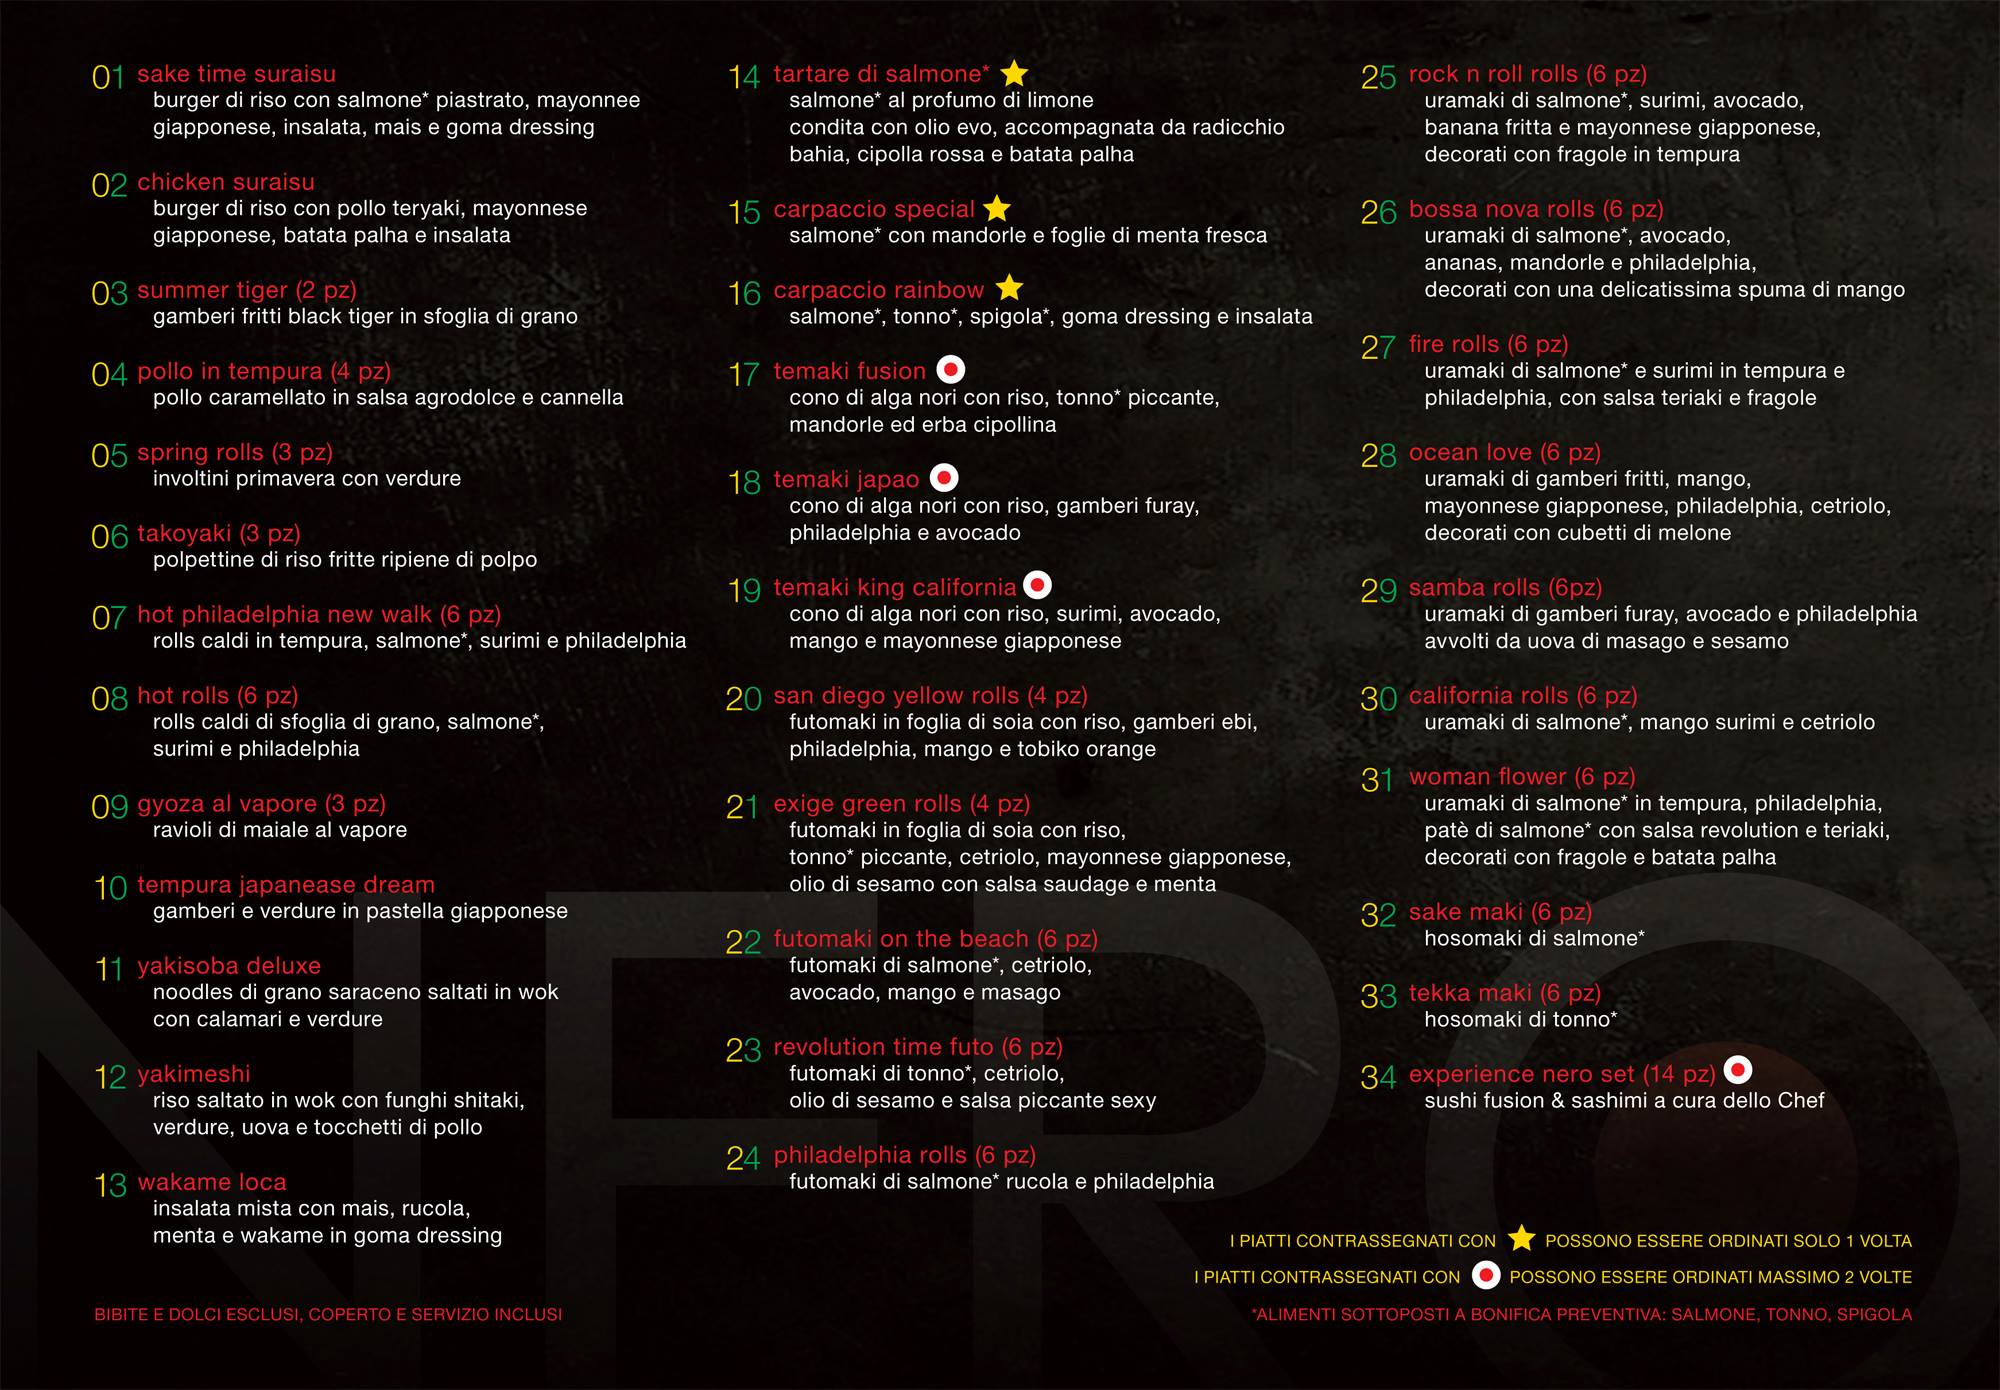 01 sake time suraisu
burger di riso con salmone* piastrato, mayonnee
giapponese, insalata, mais e goma dressing
02 chicken suraisu
burger di riso con pollo teryaki, mayonnese
giapponese, batata palha e insalata
03 summer tiger (2 pz)
gamberi fritti black tiger in sfoglia di grano
04 pollo in tempura (4 pz)
pollo caramellato in salsa agrodolce e cannella
05 spring rolls (3 pz)
involtini primavera con verdure
06 takoyaki (3 pz)
polpettine di riso fritte ripiene di polpo
07 hot philadelphia new walk (6 pz)
rolls caldi in tempura, salmone*, surimi e philadelphia
08 hot rolls (6 pz)
rolls caldi di sfoglia di grano, salmone*,
surimi e philadelphia
09 gyoza al vapore (3 pz)
ravioli di maiale al vapore
10 tempura japanease dream
gamberi e verdure in pastella giapponese
11 yakisoba deluxe
noodles di grano saraceno saltati in wok
con calamari e verdure
12 yakimeshi
riso saltato in wok con funghi shitaki,
verdure, uova e tocchetti di pollo
13 wakame loca
insalata mista con mais, rucola,
menta e wakame in goma dressing
BIBITE E DOLCI ESCLUSI, COPERTO E SERVIZIO INCLUSI
14 tartare di salmone*
salmone* al profumo di limone
condita con olio evo, accompagnata da radicchio
bahia, cipolla rossa e batata palha
15 carpaccio special
salmone* con mandorle e foglie di menta fresca
16 carpaccio rainbow
salmone*, tonno*, spigola*, goma dressing e insalata
17 temaki fusion
cono di alga nori con riso, tonno* piccante,
mandorle ed erba cipollina
18 temaki japao
cono di alga nori con riso, gamberi furay,
philadelphia e avocado
19 temaki king california
cono di alga nori con riso, surimi, avocado,
mango e mayonnese giapponese
20 san diego yellow rolls (4 pz)
futomaki in foglia di soia con riso, gamberi ebi,
philadelphia, mango e tobiko orange
21 exige green rolls (4 pz)
futomaki in foglia di soia con riso,
tonno* piccante, cetriolo, mayonnese giapponese,
olio di sesamo con salsa saudage e menta
22 futomaki on the beach (6 pz)
futomaki di salmone*, cetriolo,
avocado, mango e masago
23 revolution time futo (6 pz)
futomaki di tonno*, cetriolo,
olio di sesamo e salsa piccante sexy
24 philadelphia rolls (6 pz)
futomaki di salmone* rucola e philadelphia
25 rock n roll rolls (6 pz)
uramaki di salmone*, surimi, avocado,
banana fritta e mayonnese giapponese,
decorati con fragole in tempura
26 bossa nova rolls (6 pz)
uramaki di salmone*, avocado,
ananas, mandorle e philadelphia,
decorati con una delicatissima spuma di mango
27 fire rolls (6 pz)
uramaki di salmone* e surimi in tempura e
philadelphia, con salsa teriaki e fragole
28 ocean love (6 pz)
uramaki di gamberi fritti, mango,
mayonnese giapponese, philadelphia, cetriolo,
decorati con cubetti di melone
29 samba rolls (6pz)
uramaki di gamberi furay, avocado e philadelphia
avvolti da uova di masago e sesamo
30 california rolls (6 pz)
uramaki di salmone*, mango surimi e cetriolo
31 woman flower (6 pz)
uramaki di salmone* in tempura, philadelphia,
patè di salmone* con salsa revolution e teriaki,
decorati con fragole e batata palha
32 sake maki (6 pz)
hosomaki di salmone*
33 tekka maki (6 pz)
hosomaki di tonno*
34 experience nero set (14 pz)
sushi fusion & sashimi a cura dello Chef
I PIATTI CONTRASSEGNATI CON ★ POSSONO ESSERE ORDINATI SOLO 1 VOLTA
I PIATTI CONTRASSEGNATI CON POSSONO ESSERE ORDINATI MASSIMO 2 VOLTE
*ALIMENTI SOTTOPOSTI A BONIFICA PREVENTIVA: SALMONE, TONNO, SPIGOLA
NERO